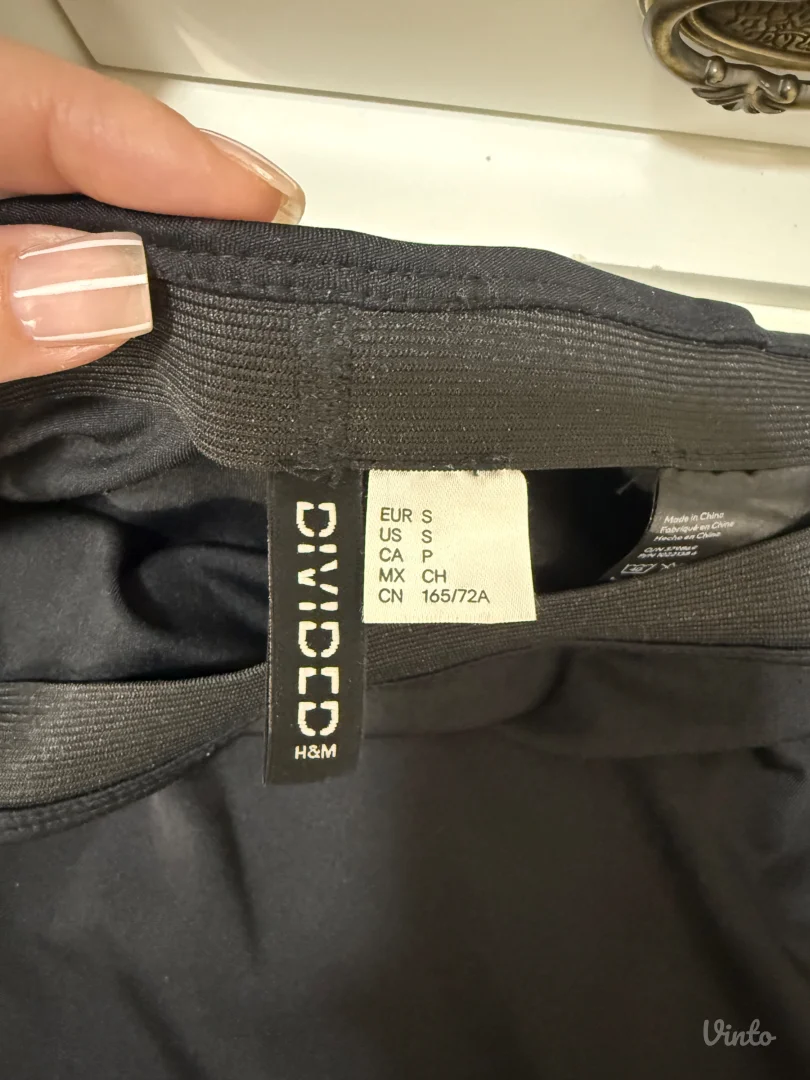 DIVIDED
H&M
EUR S
US S
CA P
MX CH
CN 165/72A
Made in China
Fabriqué en Chine
Hecho en China
Vinto